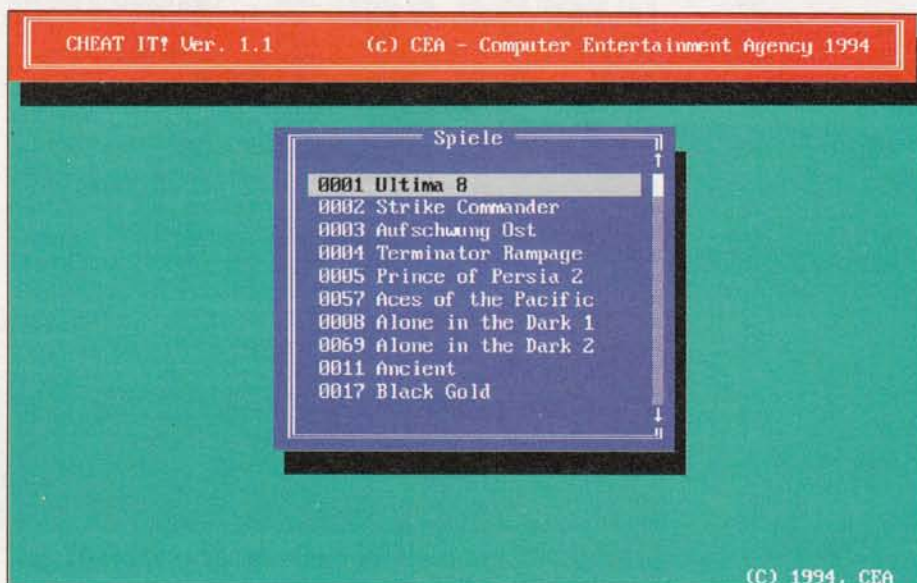 CHEAT IT! Ver. 1.1 (c) CEA - Computer Entertainment Agency 1994
Spiele
0001 Ultima 8
0002 Strike Commander
0003 Aufschwung Ost
0004 Terminator Rampage
0005 Prince of Persia 2
0057 Aces of the Pacific
0008 Alone in the Dark 1
0069 Alone in the Dark 2
0011 Ancient
0017 Black Gold
(C) 1994, CEA